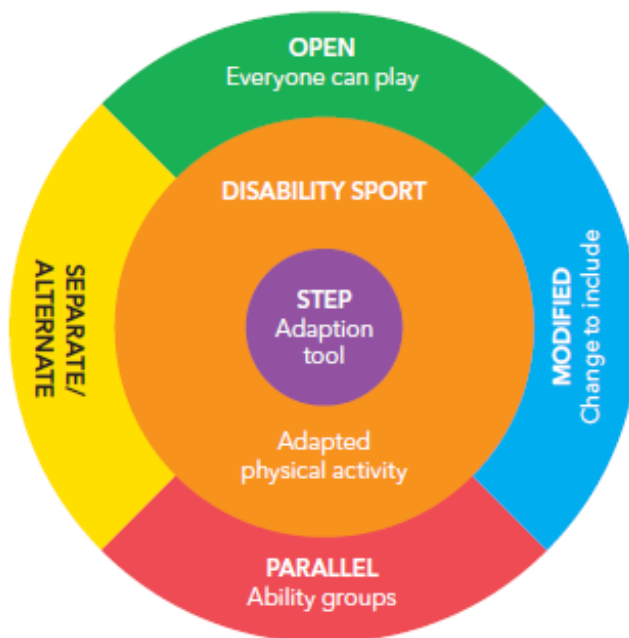 OPEN
Everyone can play
DISABILITY SPORT
SEPARATE/
ALTERNATE
STEP
Adaption
tool
MODIFIED
Change to include
Adapted
physical activity
PARALLEL
Ability groups